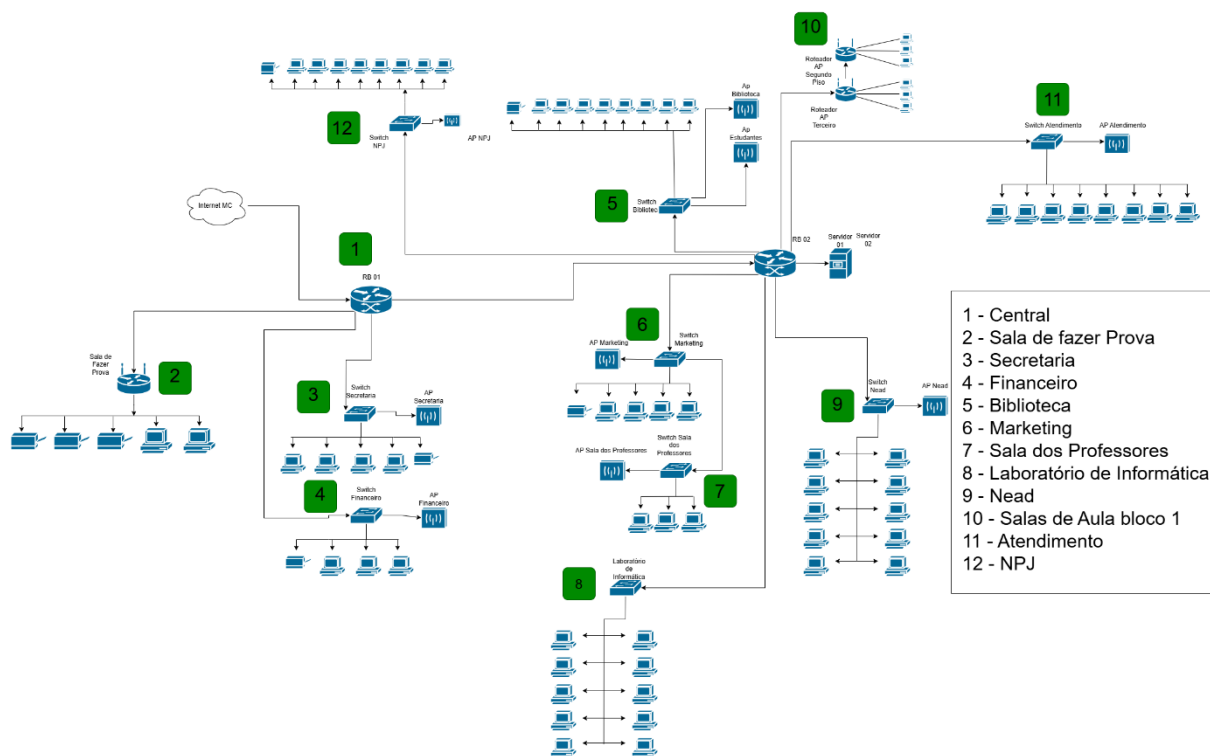 10
Roteador
AP
Segundo
Piso
Roteador
AP
Terceiro
11
Switch Atendimento
AP Atendimento
12
Switch
NPJ
AP NPJ
Ap
Biblioteca
Ap
Estudantes
5
Switch
Bibliotec
Internet MC
1
RB 01
RB 02
Servidor
01
Servidor
02
Sala de
Fazer
Prova
2
3
Switch
Secretaria
AP
Secretaria
4
Switch
Financeiro
AP
Financeiro
6
AP Marketing
Switch
Marketing
AP Sala dos Professores
Switch Sala
dos
Professores
7
8
Laboratório
de
Informática
9
Switch
Nead
AP Nead
1 - Central
2 - Sala de fazer Prova
3 - Secretaria
4 - Financeiro
5 - Biblioteca
6 - Marketing
7 - Sala dos Professores
8 - Laboratório de Informática
9 - Nead
10 - Salas de Aula bloco 1
11 - Atendimento
12 - NPJ